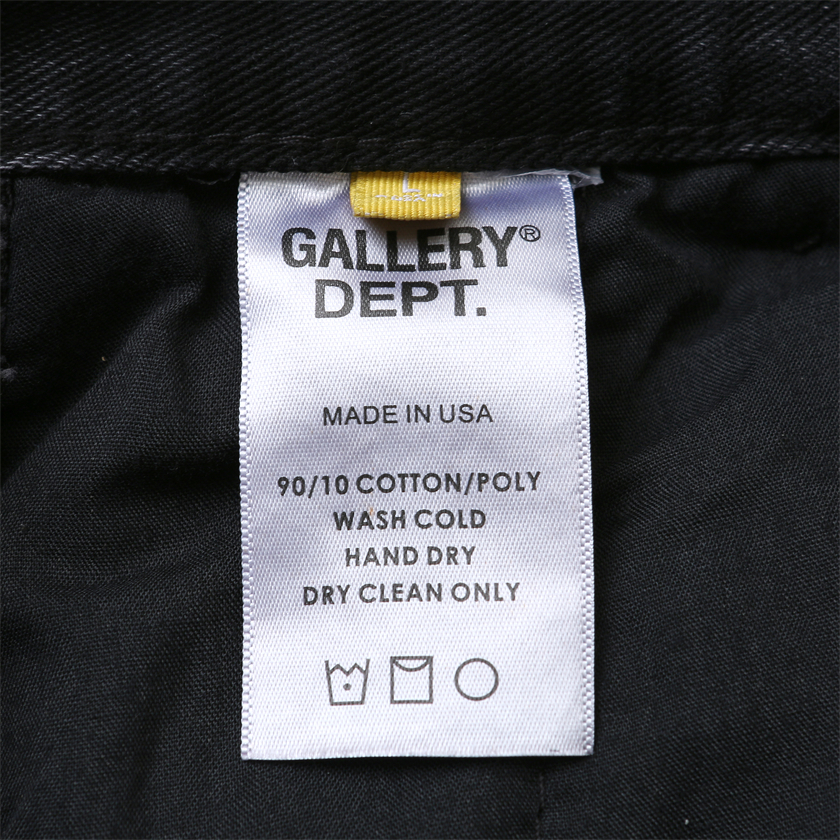 L
GALLERY®
DEPT.
MADE IN USA
90/10 COTTON/POLY
WASH COLD
HAND DRY
DRY CLEAN ONLY